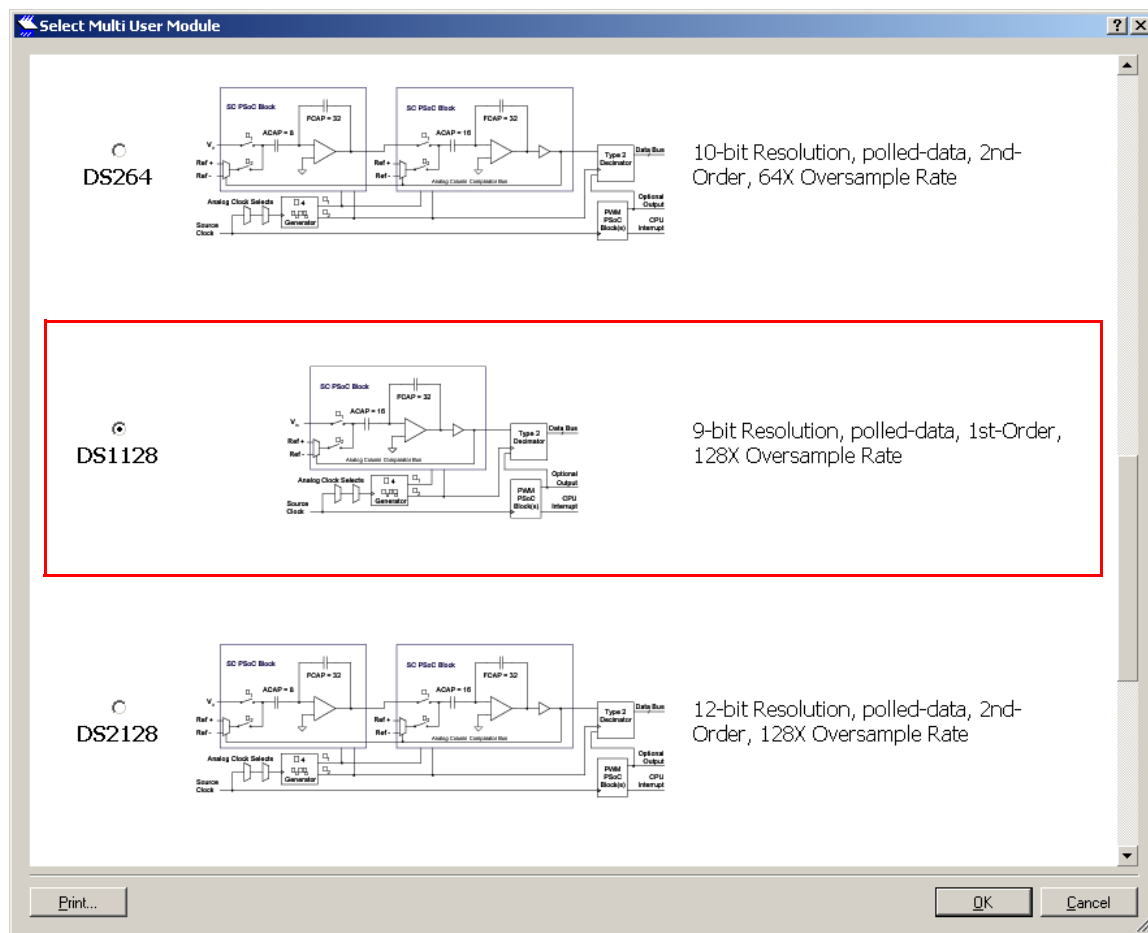 Select Multi User Module
DS264
SC PSoC Block
SC PSoC Block
FCAP = 32
FCAP = 32
ACAP = 8
ACAP = 16
Ref +
Ref -
Ref +
Ref -
Analog Column Comparator Bus
Type 2
Decimator
Data Bus
Analog Clock Selects
Source
Clock
Generator
PWM
PSoC
Block(s)
Optional
Output
CPU
Interrupt
10-bit Resolution, polled-data, 2nd-
Order, 64X Oversample Rate
DS1128
SC PSoC Block
FCAP = 32
ACAP = 16
Ref +
Ref -
Analog Column Comparator Bus
Type 2
Decimator
Data Bus
Analog Clock Selects
Source
Clock
Generator
PWM
PSoC
Block(s)
Optional
Output
CPU
Interrupt
9-bit Resolution, polled-data, 1st-Order,
128X Oversample Rate
DS2128
SC PSoC Block
SC PSoC Block
FCAP = 32
FCAP = 32
ACAP = 8
ACAP = 16
Ref +
Ref -
Ref +
Ref -
Analog Column Comparator Bus
Type 2
Decimator
Data Bus
Analog Clock Selects
Source
Clock
Generator
PWM
PSoC
Block(s)
Optional
Output
CPU
Interrupt
12-bit Resolution, polled-data, 2nd-
Order, 128X Oversample Rate
Print...
OK
Cancel